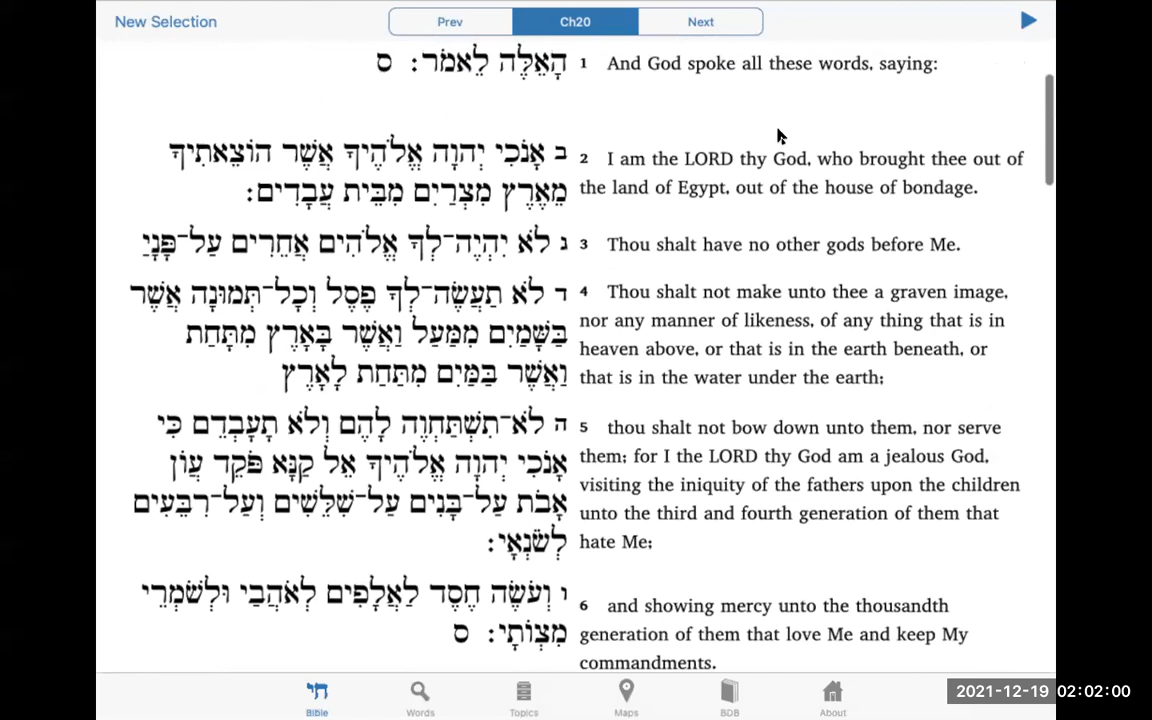 New Selection Prev Ch20 Next
הָאֵלֶּה לֵאמֹר: ס
1 And God spoke all these words, saying:
ב אָנֹכִי יְהוָה אֱלֹהֶיךָ אֲשֶׁר הוֹצֵאתִיךָ
מֵאֶרֶץ מִצְרַיִם מִבֵּית עֲבָדִים:
2 I am the LORD thy God, who brought thee out of
the land of Egypt, out of the house of bondage.
ג לֹא יִהְיֶה־לְךָ אֱלֹהִים אֲחֵרִים עַל־פָּנָיַ
3 Thou shalt have no other gods before Me.
ד לֹא תַעֲשֶׂה־לְךָ פֶסֶל וְכָל־תְּמוּנָה אֲשֶׁר
בַּשָּׁמַיִם מִמַּעַל וַאֲשֶׁר בָּאָרֶץ מִתָּחַת
וַאֲשֶׁר בַּמַּיִם מִתַּחַת לָאָרֶץ
4 Thou shalt not make unto thee a graven image,
nor any manner of likeness, of any thing that is in
heaven above, or that is in the earth beneath, or
that is in the water under the earth;
ה לֹא־תִשְׁתַּחְוֶה לָהֶם וְלֹא תָעָבְדֵם כִּי
אָנֹכִי יְהוָה אֱלֹהֶיךָ אֵל קַנָּא פֹּקֵד עֲוֹן
אָבֹת עַל־בָּנִים עַל־שִׁלֵּשִׁים וְעַל־רִבֵּעִים
לְשֹׂנְאָי:
5 thou shalt not bow down unto them, nor serve
them; for I the LORD thy God am a jealous God,
visiting the iniquity of the fathers upon the children
unto the third and fourth generation of them that
hate Me;
ו וְעֹשֶׂה חֶסֶד לַאֲלָפִים לְאֹהֲבַי וּלְשֹׁמְרֵי
מִצְוֹתָי: ס
6 and showing mercy unto the thousandth
generation of them that love Me and keep My
commandments.
חי
Bible Words Topics Maps BDB About
2021-12-19 02:02:00